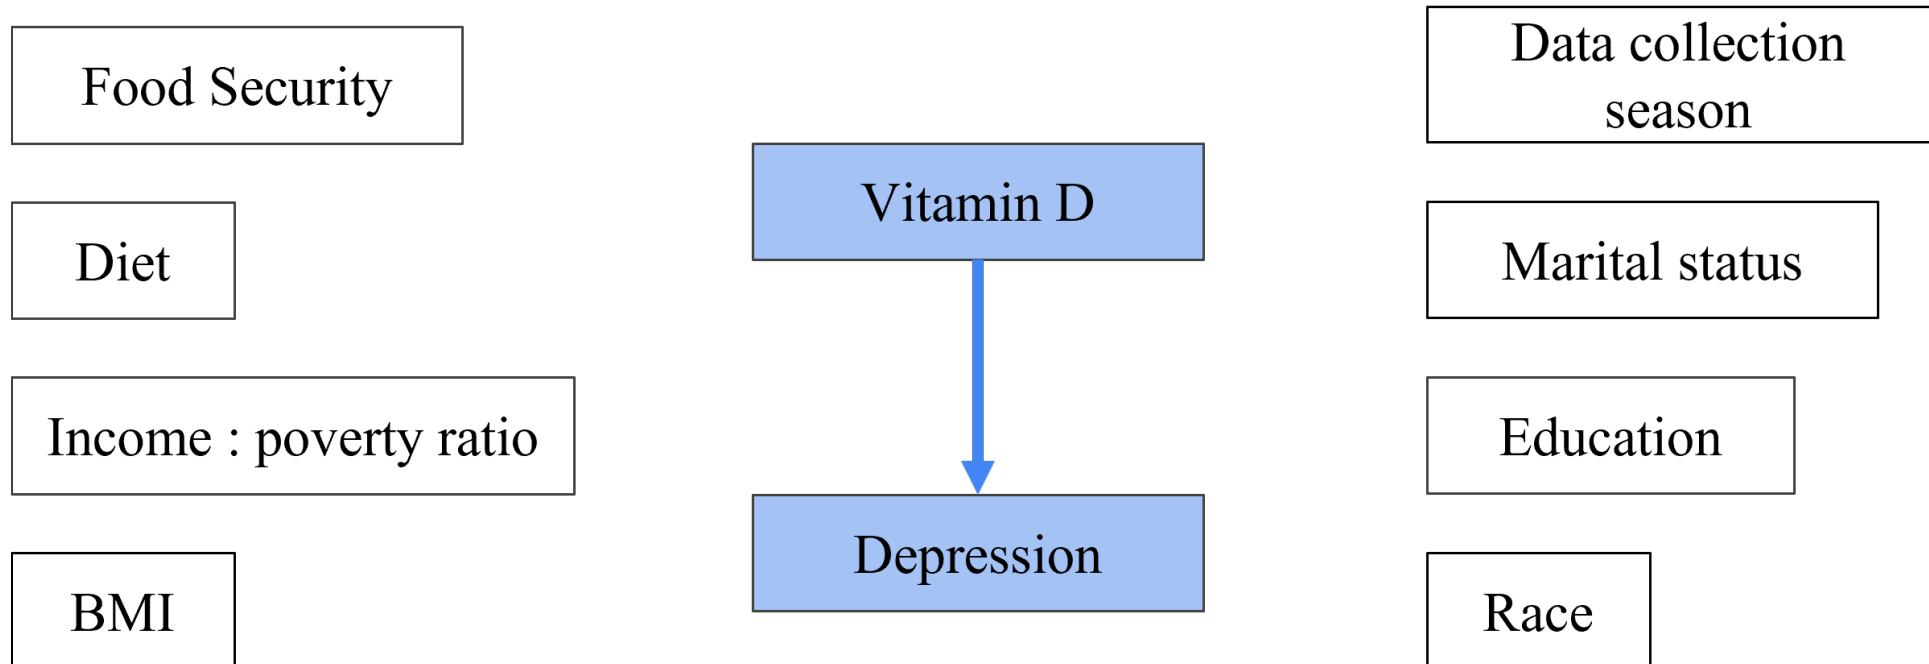 Food Security
Diet
Income : poverty ratio
BMI
Vitamin D
Depression
Data collection
season
Marital status
Education
Race